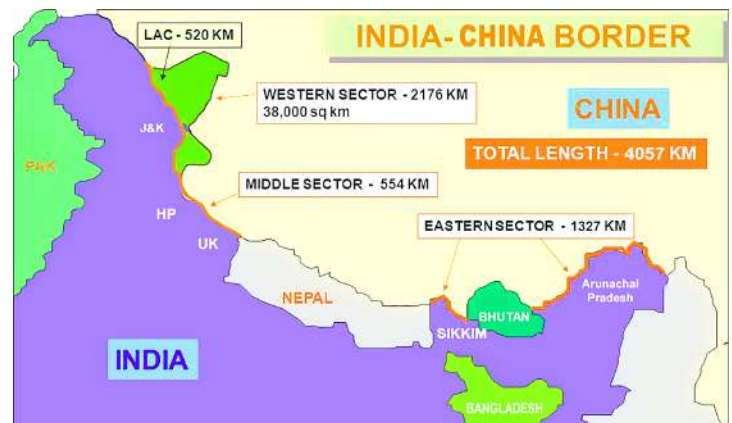 LAC - 520 KM
INDIA- CHINA BORDER
WESTERN SECTOR - 2176 KM
38,000 sq km
CHINA
J&K
TOTAL LENGTH - 4057 KM
PAK
MIDDLE SECTOR - 554 KM
HP
EASTERN SECTOR - 1327 KM
UK
NEPAL
Arunachal
Pradesh
BHUTAN
SIKKIM
INDIA
BANGLADESH